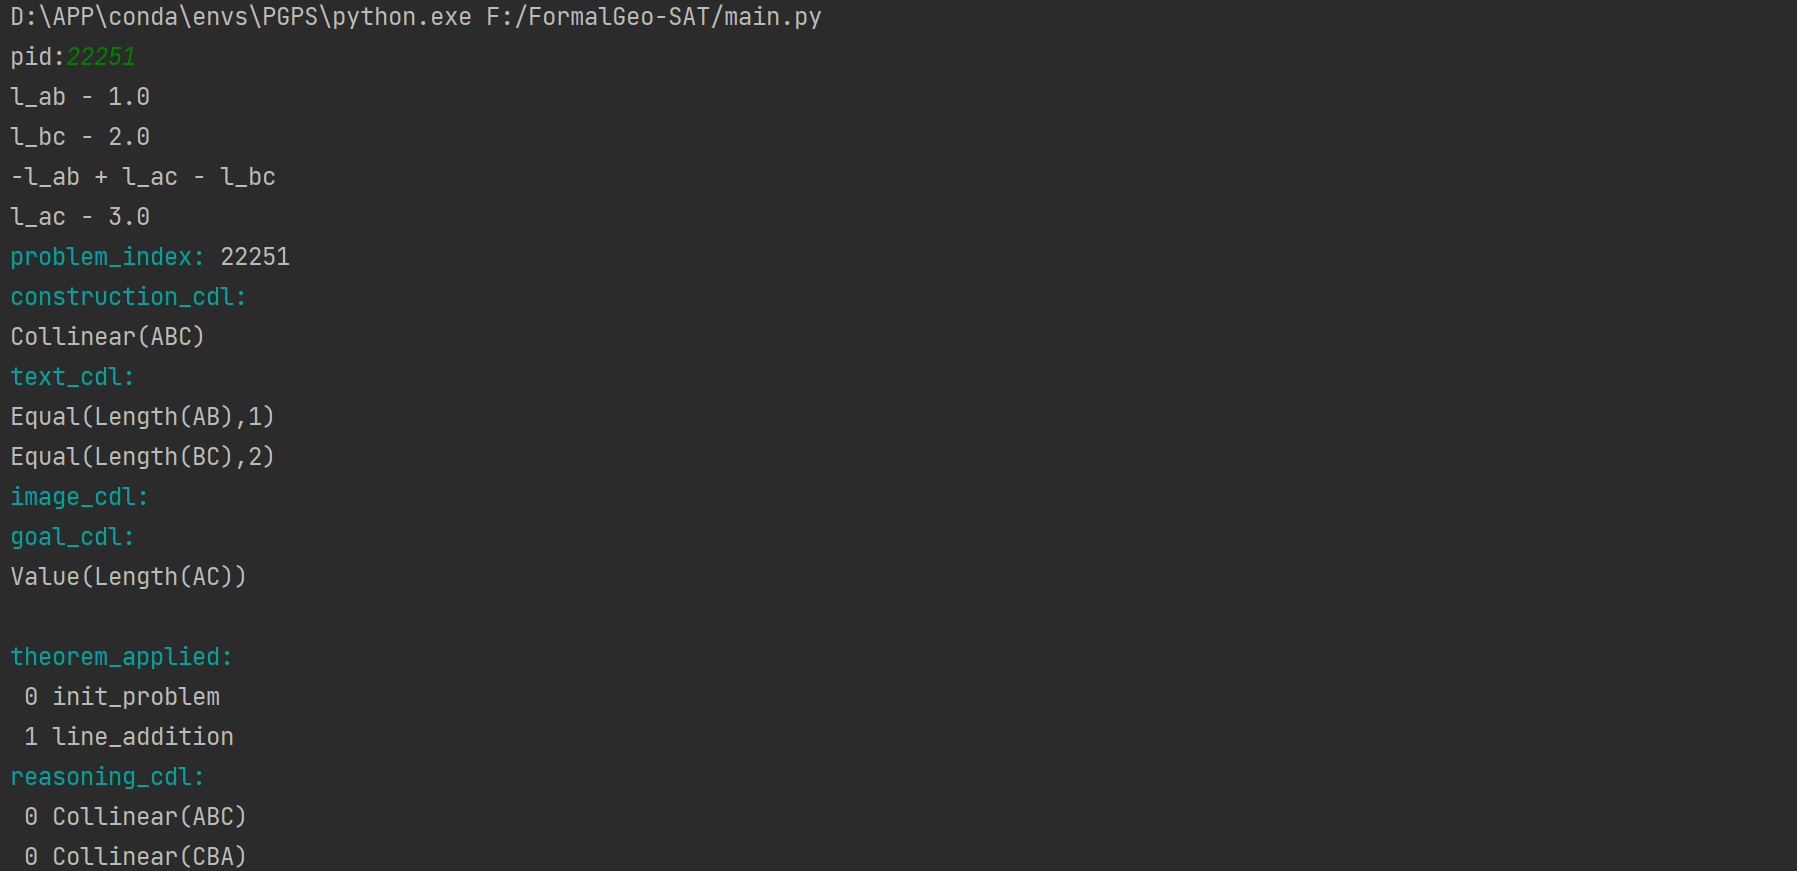 D:\APP\conda\envs\PGPS\python.exe F:/FormalGeo-SAT/main.py
pid:22251
l_ab - 1.0
l_bc - 2.0
-l_ab + l_ac - l_bc
l_ac - 3.0
problem_index: 22251
construction_cdl:
Collinear(ABC)
text_cdl:
Equal(Length(AB),1)
Equal(Length(BC),2)
image_cdl:
goal_cdl:
Value(Length(AC))
theorem_applied:
0 init_problem
1 line_addition
reasoning_cdl:
0 Collinear(ABC)
0 Collinear(CBA)